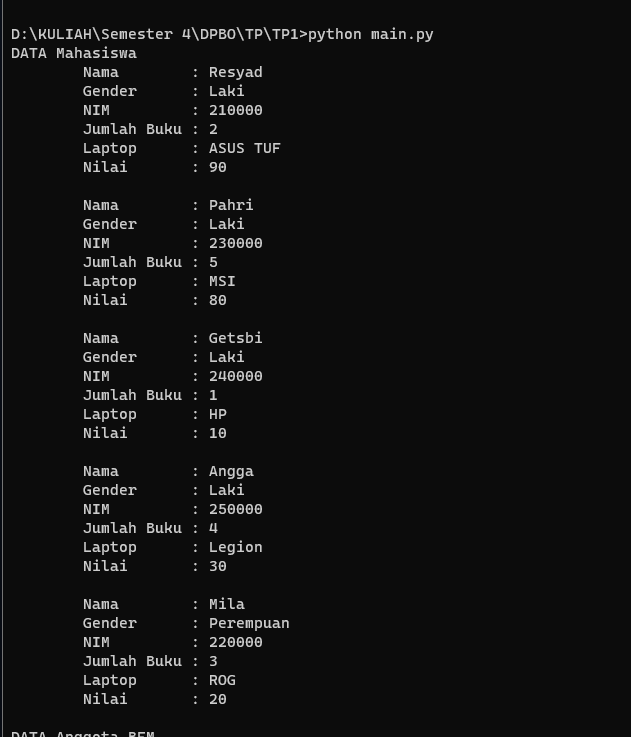 D:\KULIAH\Semester 4\DPBO\TP\TP1>python main.py
DATA Mahasiswa
Nama : Resyad
Gender : Laki
NIM : 210000
Jumlah Buku : 2
Laptop : ASUS TUF
Nilai : 90
Nama : Pahri
Gender : Laki
NIM : 230000
Jumlah Buku : 5
Laptop : MSI
Nilai : 80
Nama : Getsbi
Gender : Laki
NIM : 240000
Jumlah Buku : 1
Laptop : HP
Nilai : 10
Nama : Angga
Gender : Laki
NIM : 250000
Jumlah Buku : 4
Laptop : Legion
Nilai : 30
Nama : Mila
Gender : Perempuan
NIM : 220000
Jumlah Buku : 3
Laptop : ROG
Nilai : 20
DATA Anggota BEM